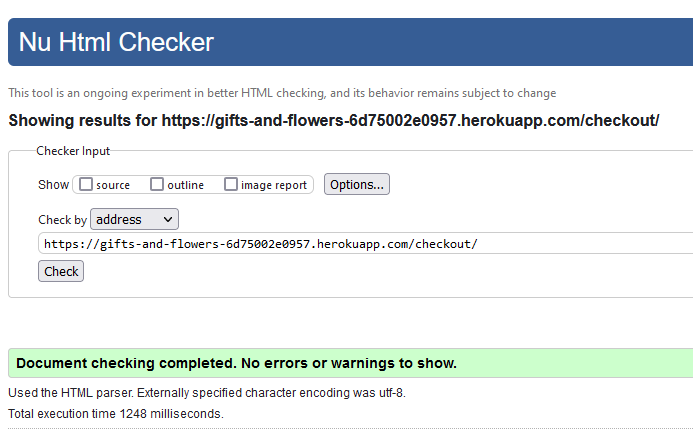 Nu Html Checker
This tool is an ongoing experiment in better HTML checking, and its behavior remains subject to change
Showing results for https://gifts-and-flowers-6d75002e0957.herokuapp.com/checkout/
Checker Input
Show source outline image report Options...
Check by address
https://gifts-and-flowers-6d75002e0957.herokuapp.com/checkout/
Check
Document checking completed. No errors or warnings to show.
Used the HTML parser. Externally specified character encoding was utf-8.
Total execution time 1248 milliseconds.